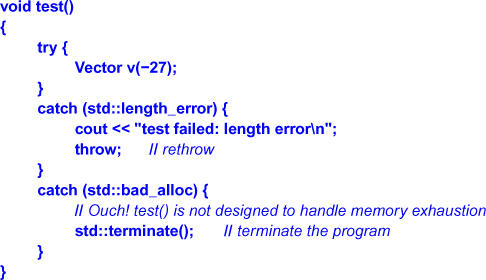 void test()
{
try {
Vector v(−27);
}
catch (std::length_error) {
cout << "test failed: length error\n";
throw; // rethrow
}
catch (std::bad_alloc) {
// Ouch! test() is not designed to handle memory exhaustion
std::terminate(); // terminate the program
}
}